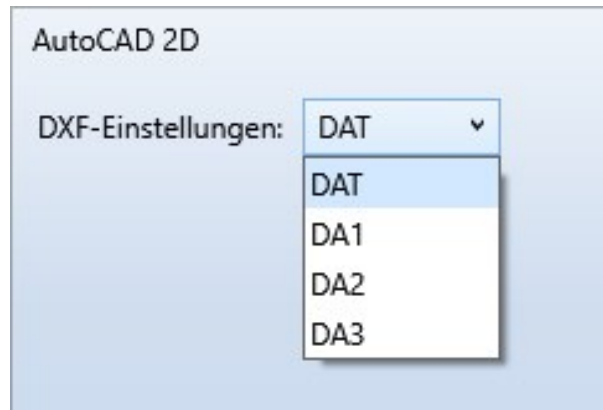 AutoCAD 2D
DXF-Einstellungen: DAT
DAT
DA1
DA2
DA3